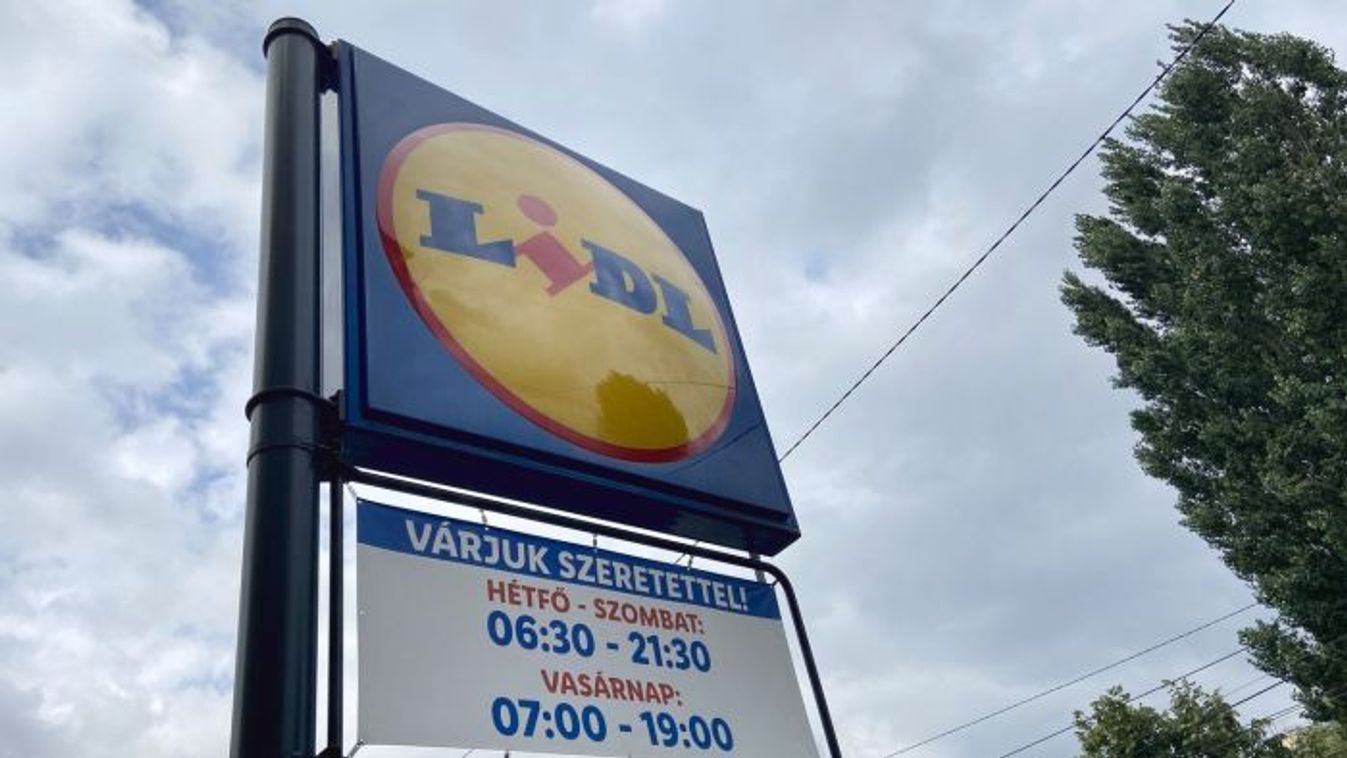 LiDL
VÁRJUK SZERETETTEL!
HÉTFŐ - SZOMBAT:
06:30 - 21:30
VASÁRNAP:
07:00 - 19:00